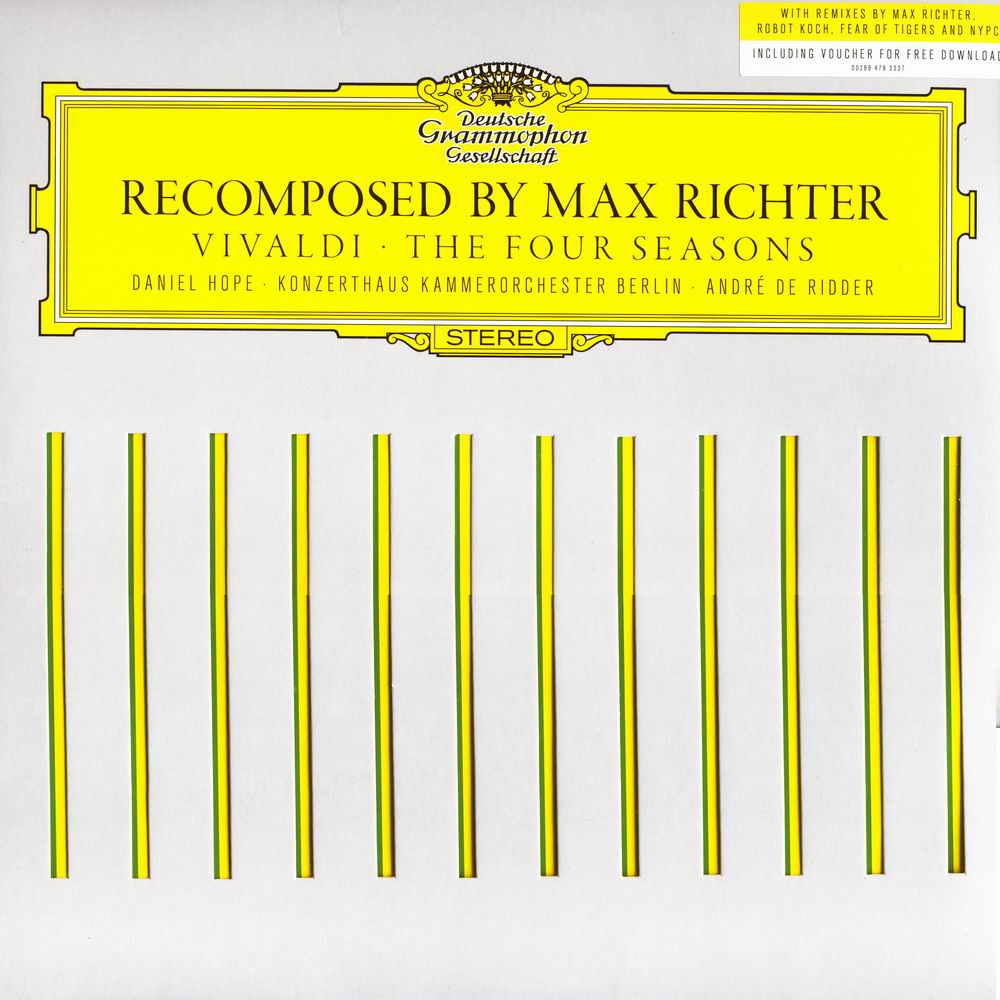 WITH REMIXES BY MAX RICHTER,
ROBOT KOCH, FEAR OF TIGERS AND NYPC
INCLUDING VOUCHER FOR FREE DOWNLOAD
00289 479 3337
Deutsche
Grammophon
Gesellschaft
RECOMPOSED BY MAX RICHTER
VIVALDI · THE FOUR SEASONS
DANIEL HOPE · KONZERTHAUS KAMMERORCHESTER BERLIN · ANDRÉ DE RIDDER
STEREO